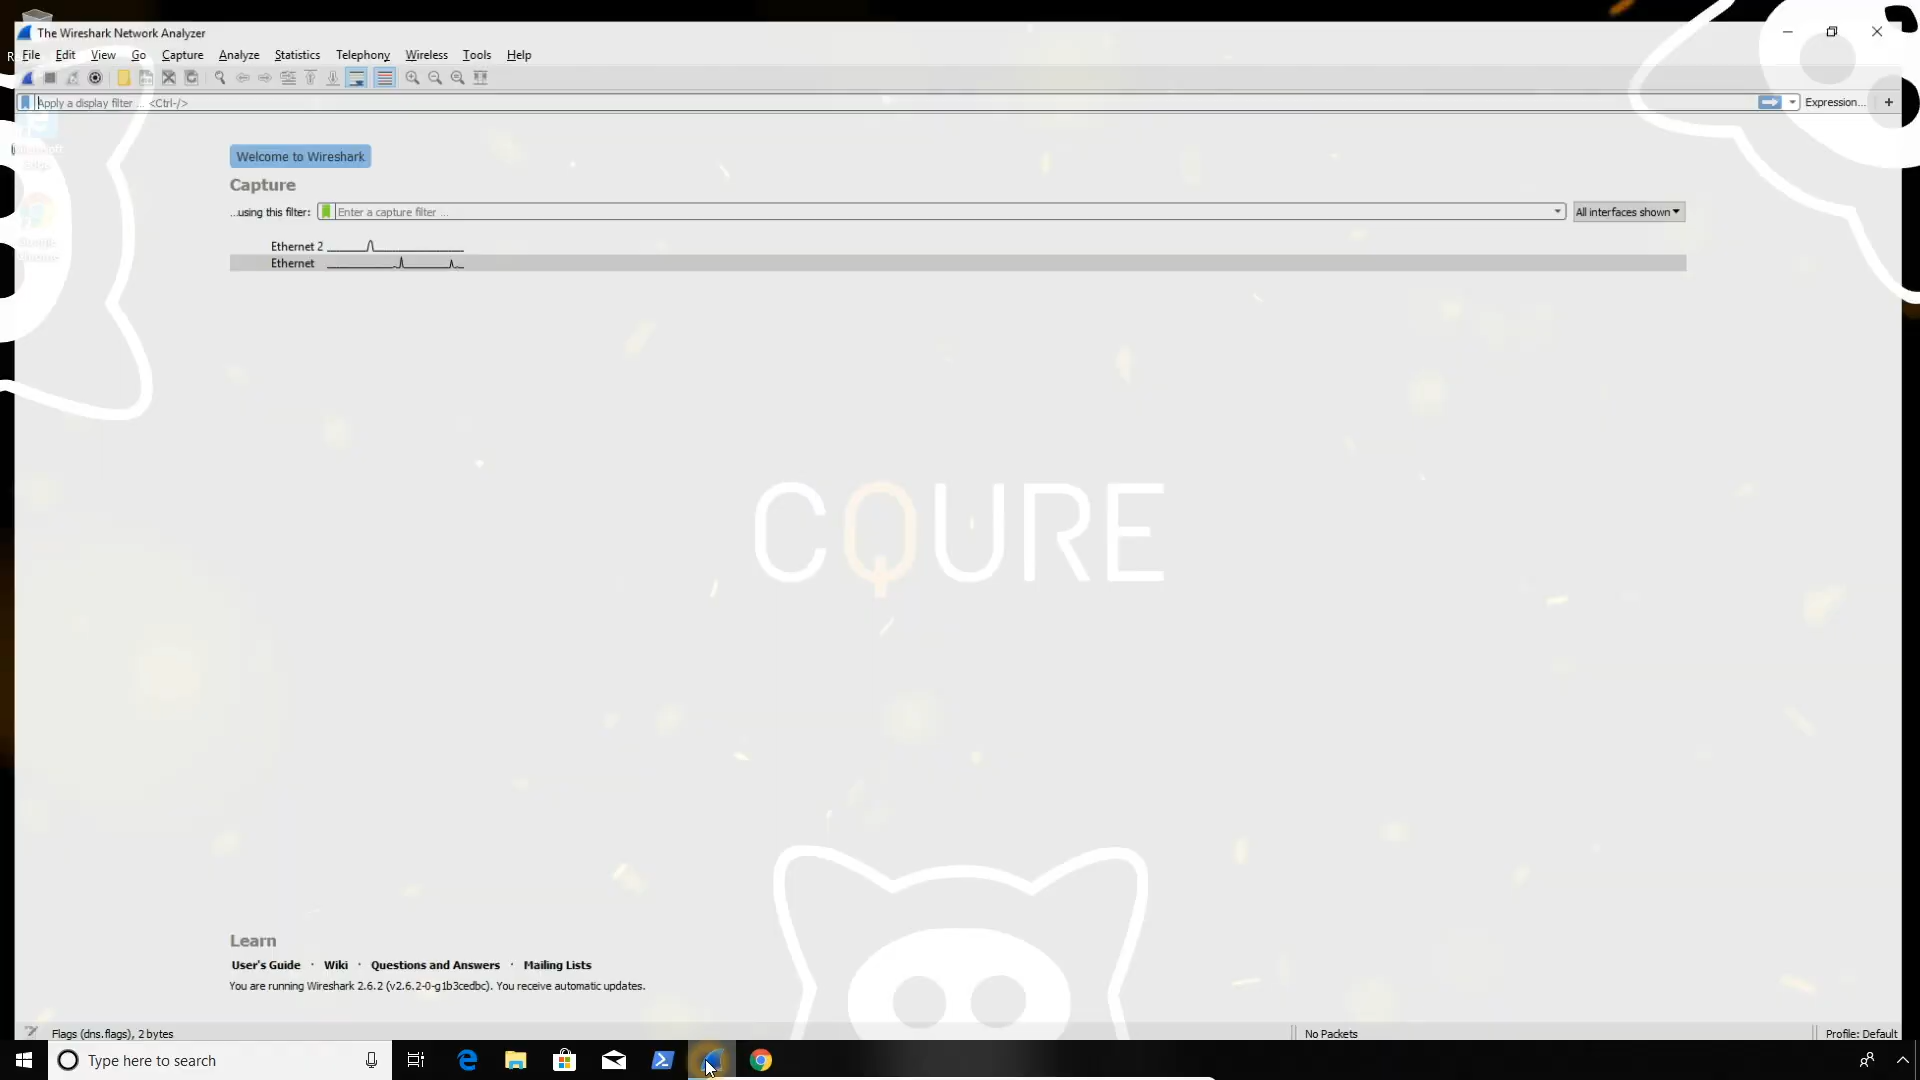 The Wireshark Network Analyzer
File Edit View Go Capture Analyze Statistics Telephony Wireless Tools Help
Apply a display filter ... <Ctrl-/>
Expression... +
Welcome to Wireshark
Capture
...using this filter: Enter a capture filter ... All interfaces shown
Ethernet 2
Ethernet
CQURE
Learn
User's Guide · Wiki · Questions and Answers · Mailing Lists
You are running Wireshark 2.6.2 (v2.6.2-0-g1b3cedbc). You receive automatic updates.
Flags (dns.flags), 2 bytes No Packets Profile: Default
Type here to search